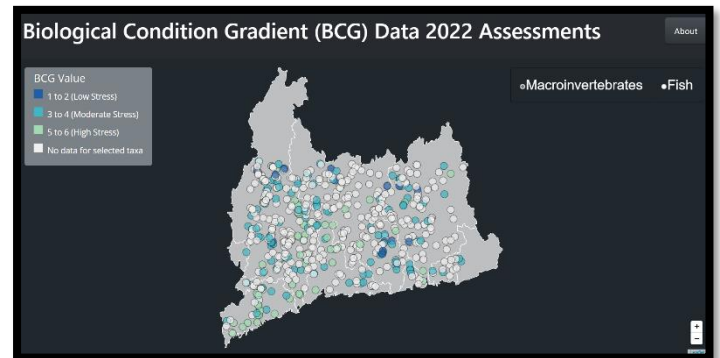 Biological Condition Gradient (BCG) Data 2022 Assessments
About
BCG Value
1 to 2 (Low Stress)
3 to 4 (Moderate Stress)
5 to 6 (High Stress)
No data for selected taxa
Macroinvertebrates
Fish
+
−